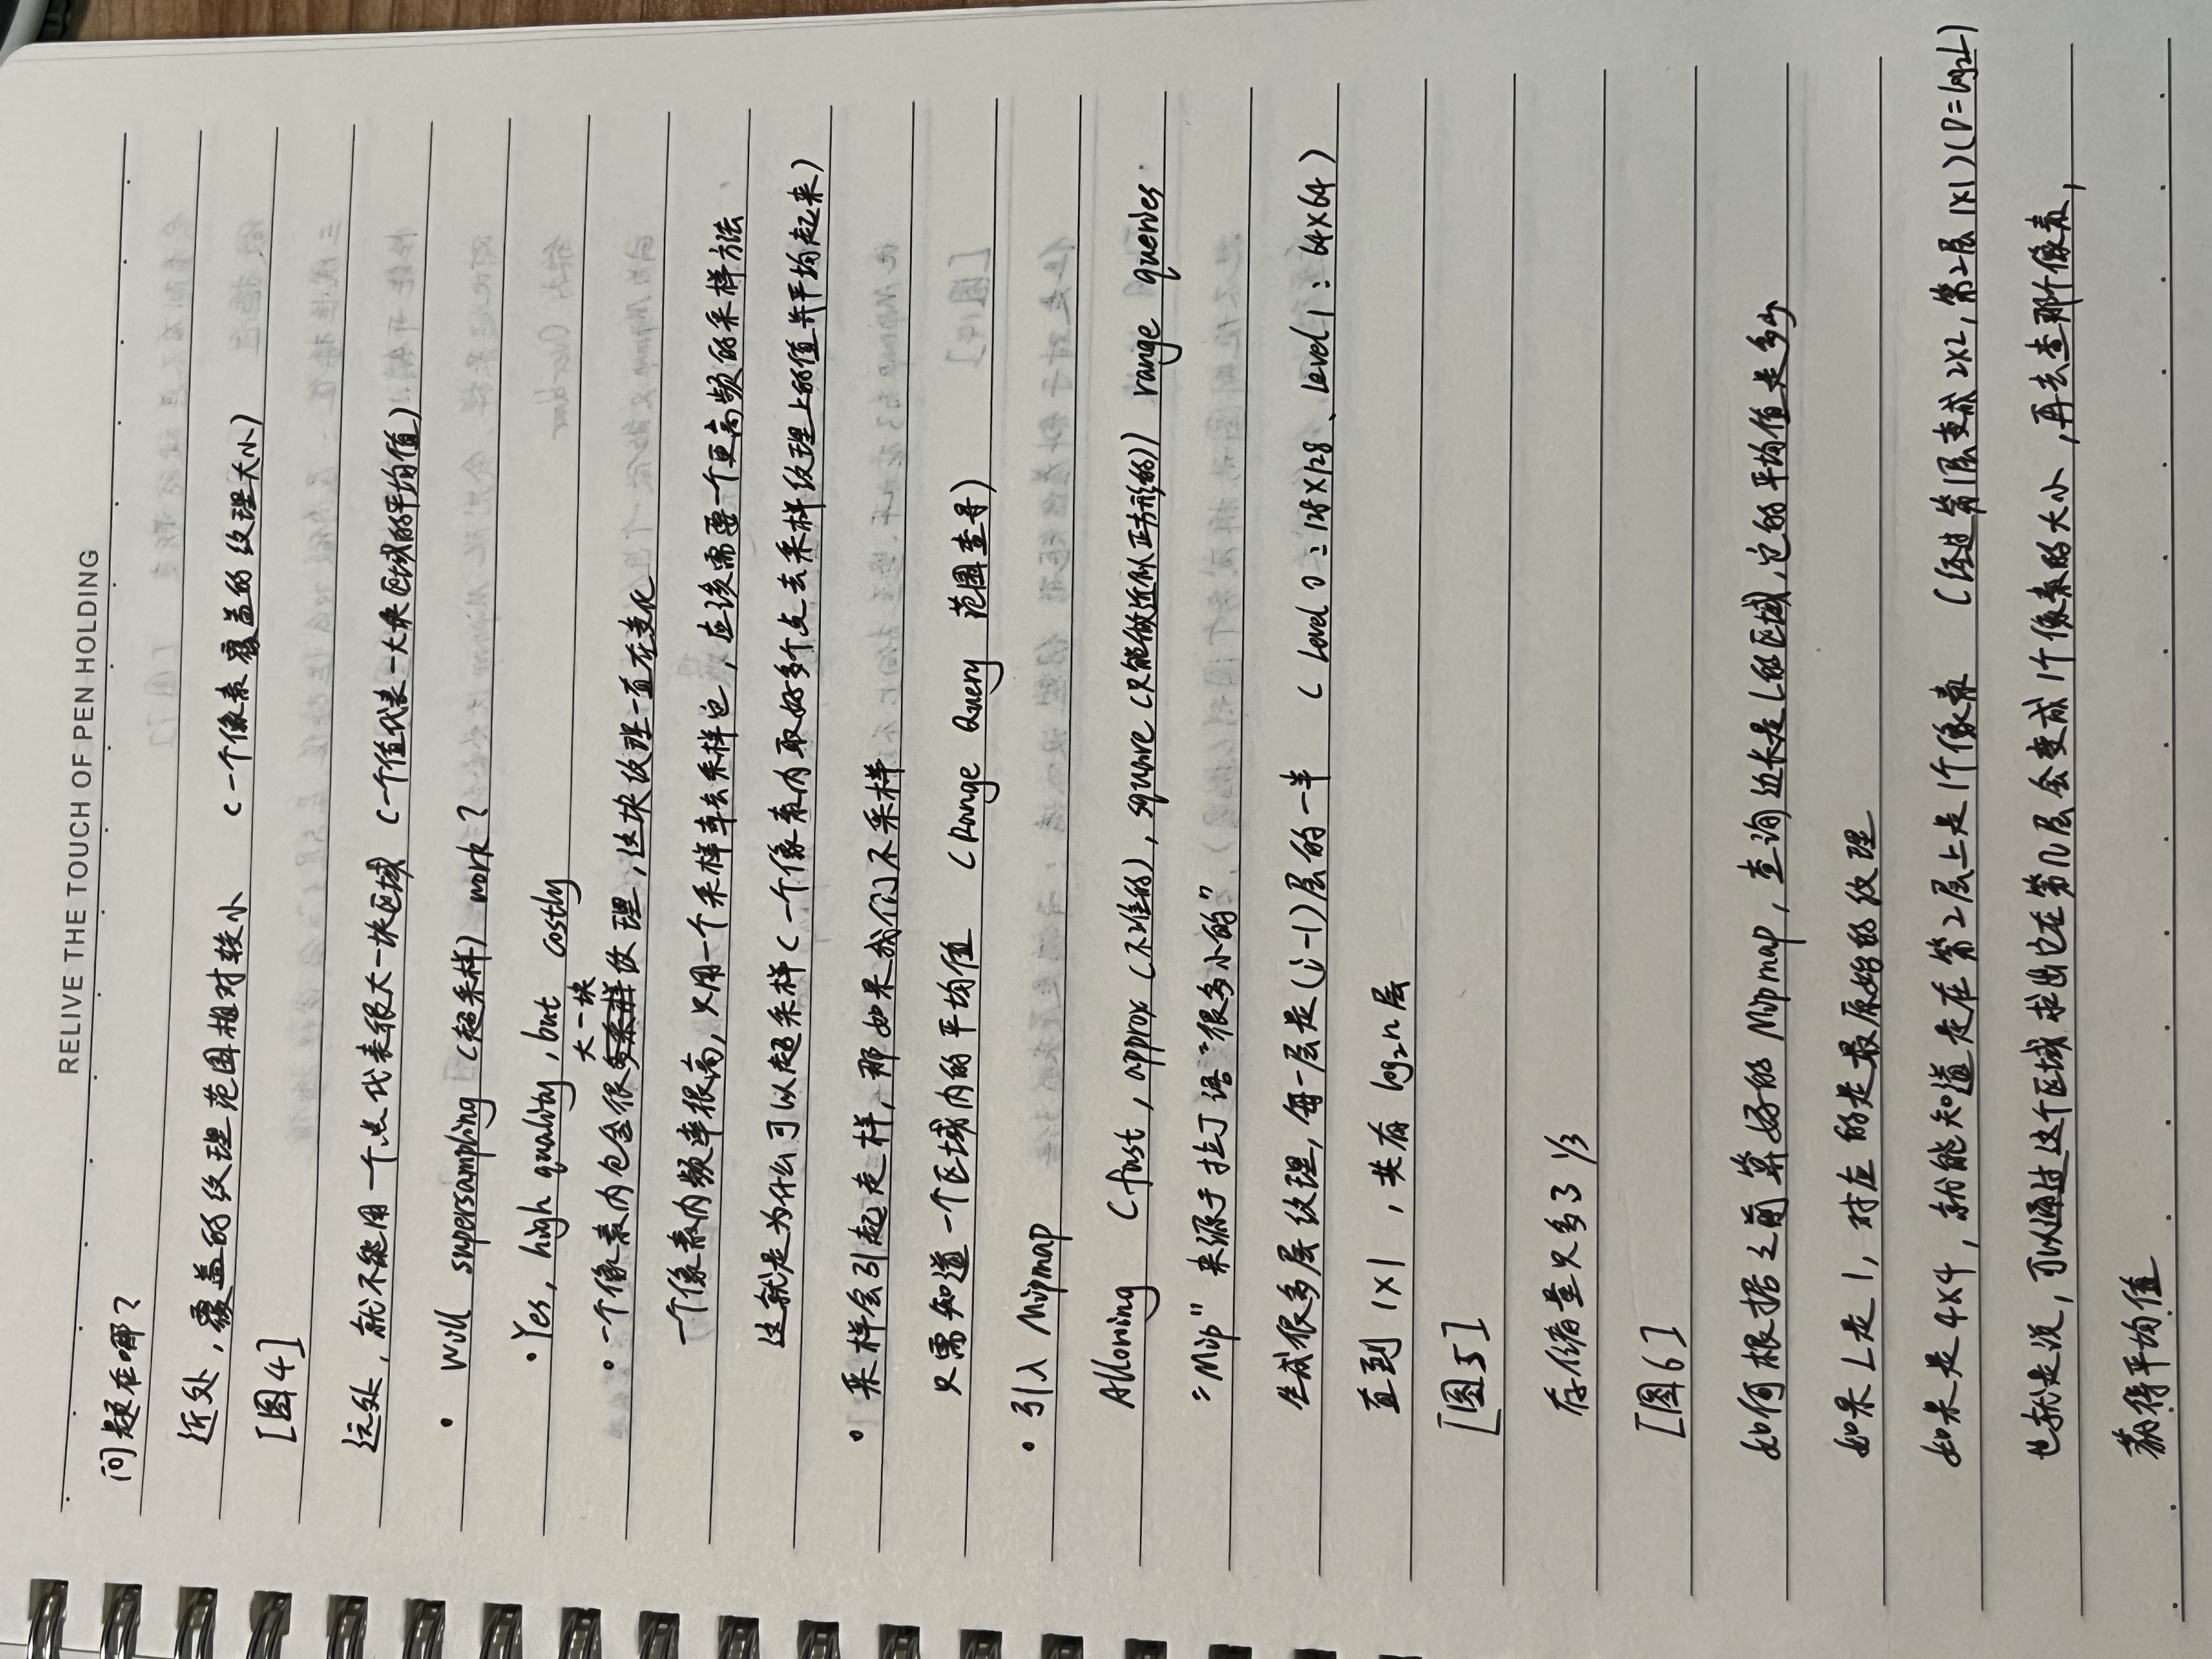 RELIVE THE TOUCH OF PEN HOLDING
问题在哪？
近处，覆盖的纹理范围相对较小 （一个像素覆盖的纹理大小）
[图4]
远处，就不能用一个点代表很大一块区域 （一个值代表一大块区域的平均值）
• Will supersampling （超采样） work？
• Yes, high quality, but costly
大一块
• 一个像素内包含很纹理，这块纹理一直在变化
一个像素内频率很高，只用一个采样率去采样它，应该需要一个更高频的采样方法
这就是为什么可以超采样（一个像素内取好多个点去采样纹理上的值并平均起来）
• 采样会引起走样，那如果我们不采样
只需知道一个区域内的平均值 （Range Query 范围查寻）
• 引入 Mipmap
Allowing （fast, approx（不准的）, square（只能做近似正方形的）） range queries.
“Mip” 来源于拉丁语“很多小的”
生成很多层纹理，每一层是(i-1)层的一半 （Level 0：128×128、Level 1：64×64）
直到 1×1 ，共有 log₂n 层
[图5]
存储量只多了 1/3
[图6]
如何根据之前算好的 Mipmap，查询边长是L的区域，它的平均值是多少
如果L是1，对应的是最原始的纹理
如果是4×4，就能知道是在第2层上是1个像素 （经过第1层变成2×2，第2层1×1）（D=log₂L）
也就是说，可以通过这个区域求出它在第几层会变成1个像素的大小，再去查那个像素，
获得平均值